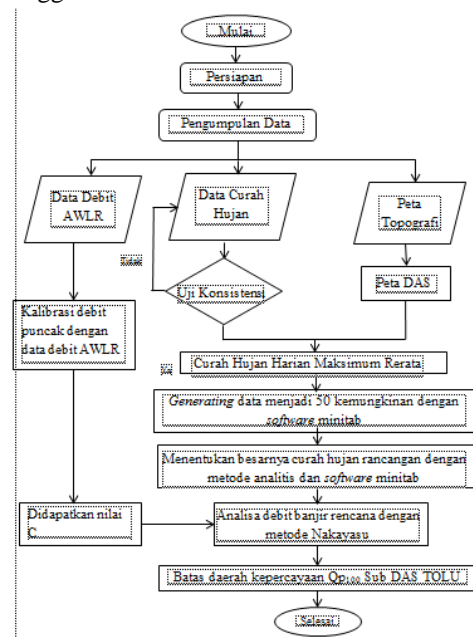 Mulai
Persiapan
Pengumpulan Data
Data Debit
AWLR
Data Curah
Hujan
Peta
Topografi
Tidak
Uji Konsistensi
Peta DAS
Kalibrasi debit
puncak dengan
data debit AWLR
Ya
Curah Hujan Harian Maksimum Rerata
Generating data menjadi 50 kemungkinan dengan
software minitab
Menentukan besarnya curah hujan rancangan dengan
metode analitis dan software minitab
Didapatkan nilai
C
Analisa debit banjir rencana dengan
metode Nakayasu
Batas daerah kepercayaan Qp100 Sub DAS TOLU
Selesai